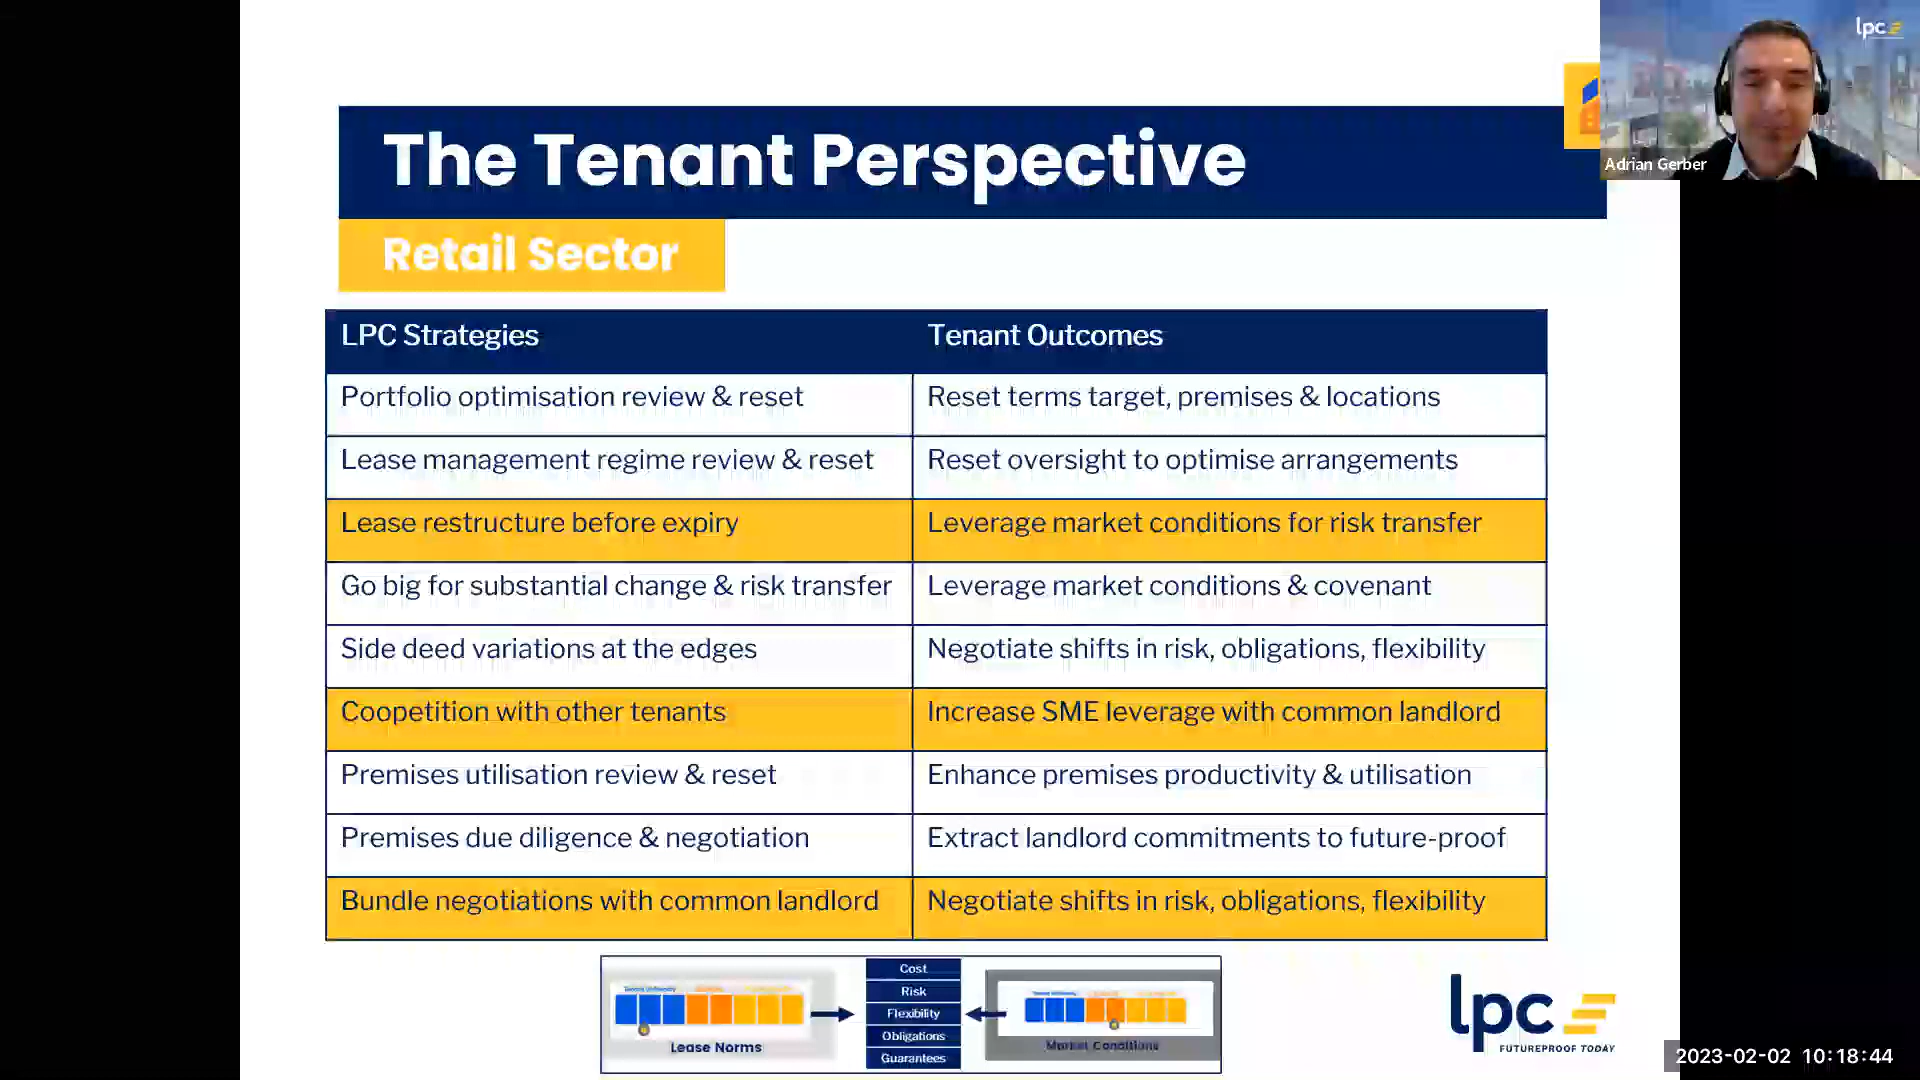 lpc
Adrian Gerber
The Tenant Perspective
Retail Sector
LPC Strategies
Tenant Outcomes
Portfolio optimisation review & reset
Reset terms target, premises & locations
Lease management regime review & reset
Reset oversight to optimise arrangements
Lease restructure before expiry
Leverage market conditions for risk transfer
Go big for substantial change & risk transfer
Leverage market conditions & covenant
Side deed variations at the edges
Negotiate shifts in risk, obligations, flexibility
Coopetition with other tenants
Increase SME leverage with common landlord
Premises utilisation review & reset
Enhance premises productivity & utilisation
Premises due diligence & negotiation
Extract landlord commitments to future-proof
Bundle negotiations with common landlord
Negotiate shifts in risk, obligations, flexibility
Lease Norms
Cost
Risk
Flexibility
Obligations
Guarantees
Market Conditions
lpc
FUTUREPROOF TODAY
2023-02-02 10:18:44